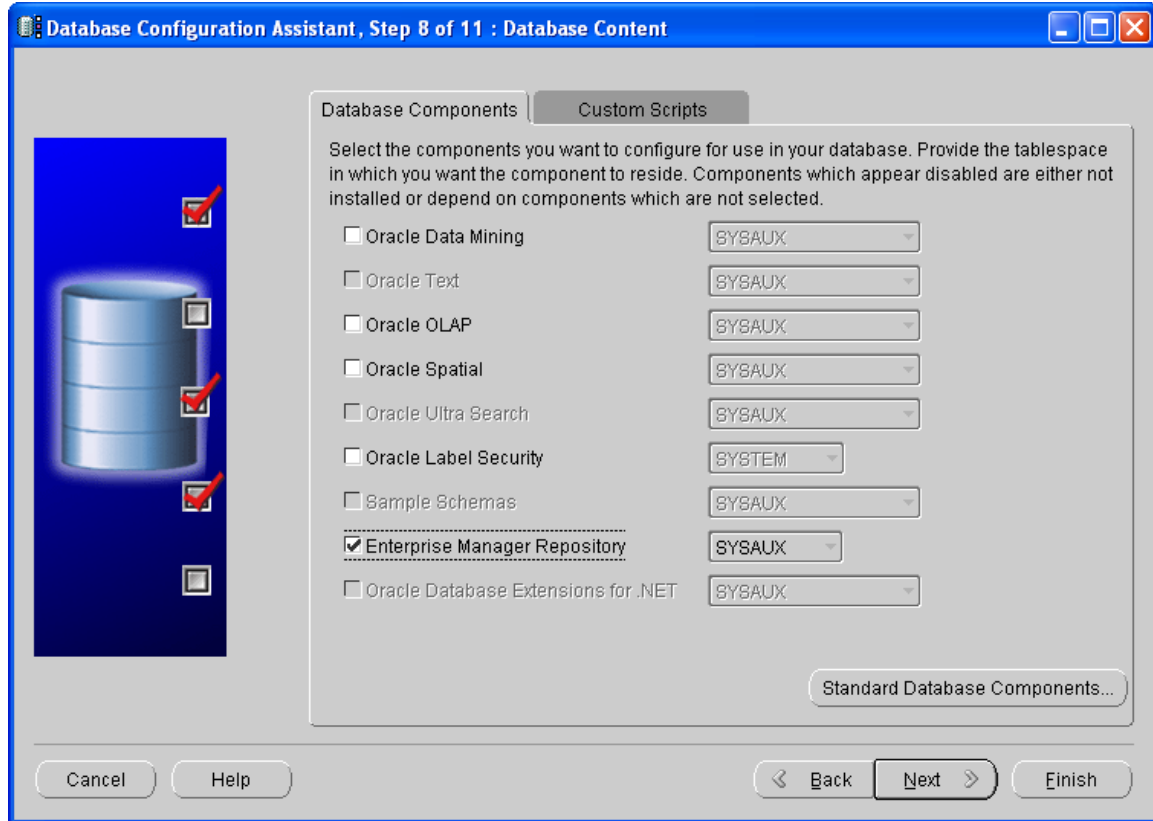 Database Configuration Assistant, Step 8 of 11 : Database Content
Database Components
Custom Scripts
Select the components you want to configure for use in your database. Provide the tablespace
in which you want the component to reside. Components which appear disabled are either not
installed or depend on components which are not selected.
Oracle Data Mining SYSAUX
Oracle Text SYSAUX
Oracle OLAP SYSAUX
Oracle Spatial SYSAUX
Oracle Ultra Search SYSAUX
Oracle Label Security SYSTEM
Sample Schemas SYSAUX
Enterprise Manager Repository SYSAUX
Oracle Database Extensions for .NET SYSAUX
Standard Database Components...
Cancel Help Back Next Finish